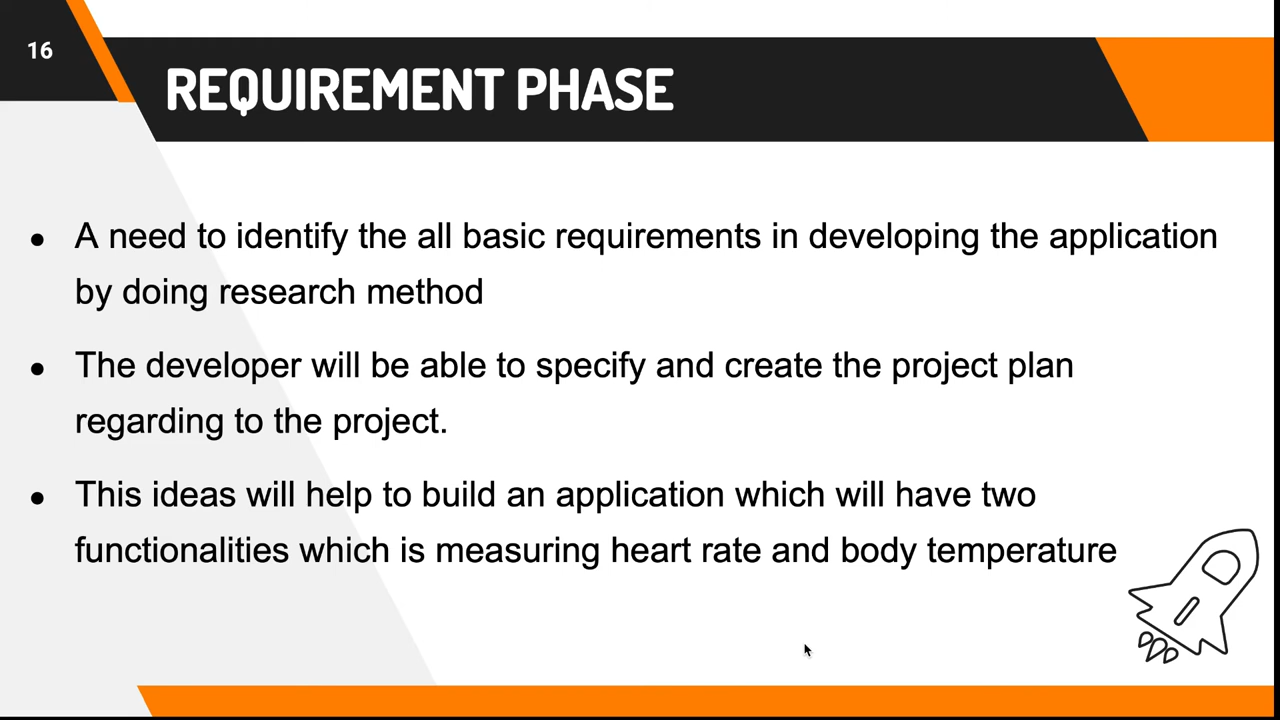 16
REQUIREMENT PHASE
● A need to identify the all basic requirements in developing the application
by doing research method
● The developer will be able to specify and create the project plan
regarding to the project.
● This ideas will help to build an application which will have two
functionalities which is measuring heart rate and body temperature